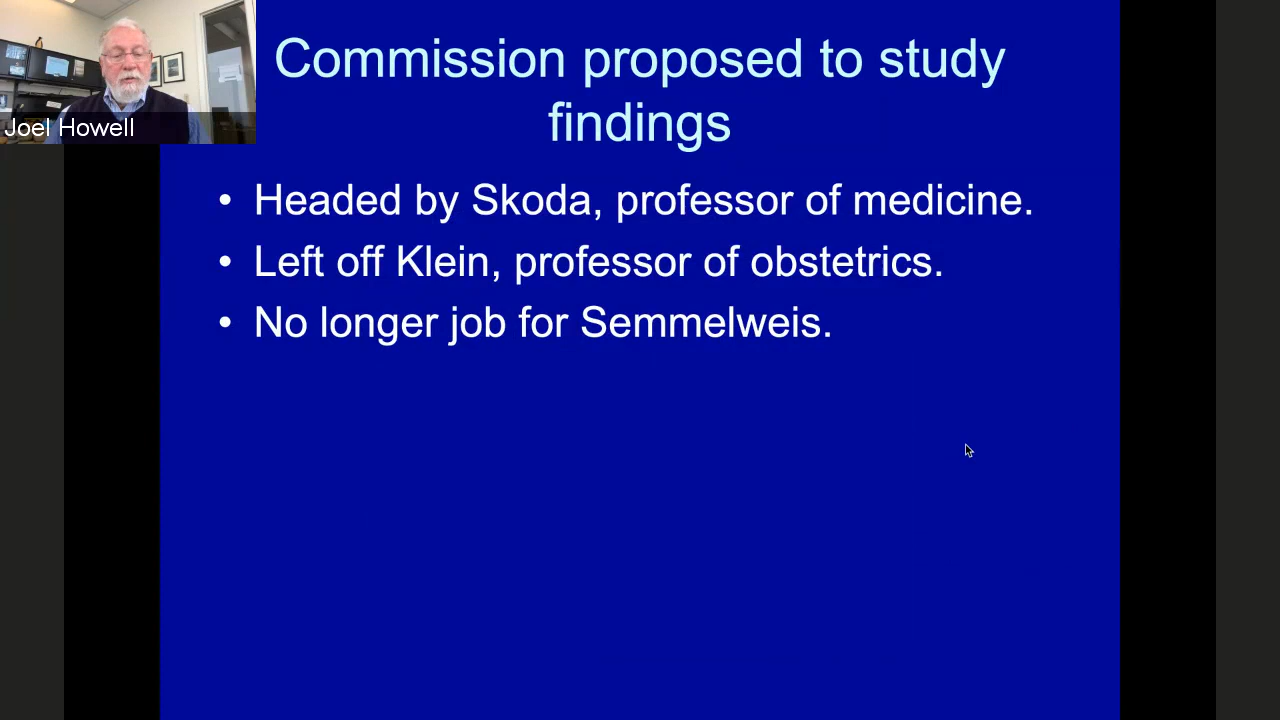 Commission proposed to study
findings
Joel Howell
• Headed by Skoda, professor of medicine.
• Left off Klein, professor of obstetrics.
• No longer job for Semmelweis.